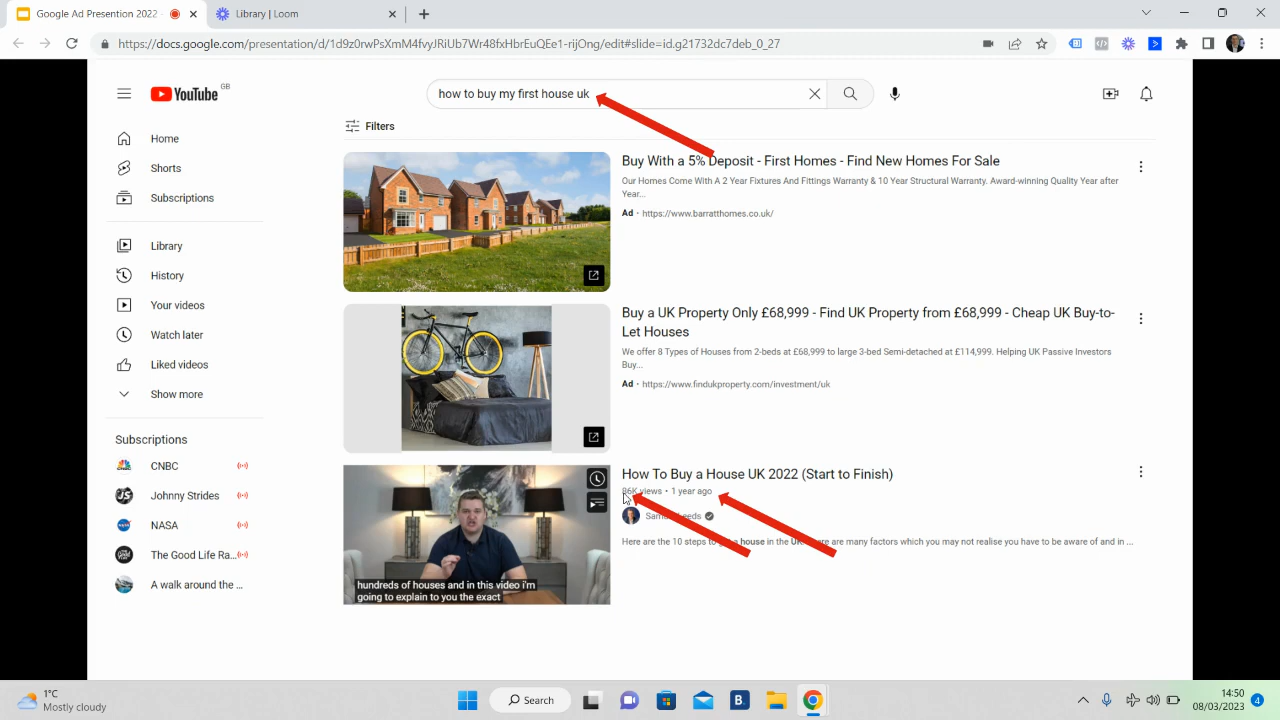 Google Ad Presention 2022 -
Library | Loom
https://docs.google.com/presentation/d/1d9z0rwPsXmM4fvyJRiUb7Wr48fxHbrEuQEe1-rijOng/edit#slide=id.g21732dc7deb_0_27
YouTube GB
how to buy my first house uk
Home
Shorts
Subscriptions
Library
History
Your videos
Watch later
Liked videos
Show more
Subscriptions
CNBC
Johnny Strides
NASA
The Good Life Ra...
A walk around the ...
Filters
Buy With a 5% Deposit - First Homes - Find New Homes For Sale
Our Homes Come With A 2 Year Fixtures And Fittings Warranty & 10 Year Structural Warranty. Award-winning Quality Year after
Year...
Ad · https://www.barratthomes.co.uk/
Buy a UK Property Only £68,999 - Find UK Property from £68,999 - Cheap UK Buy-to-
Let Houses
We offer 8 Types of Houses from 2-beds at £68,999 to large 3-bed Semi-detached at £114,999. Helping UK Passive Investors
Buy...
Ad · https://www.findukproperty.com/investment/uk
How To Buy a House UK 2022 (Start to Finish)
86K views • 1 year ago
Here are the 10 steps to a house in the are many factors which you may not realise you have to be aware of and in ...
hundreds of houses and in this video i'm
going to explain to you the exact
1°C
Mostly cloudy
Search
14:50
08/03/2023
4